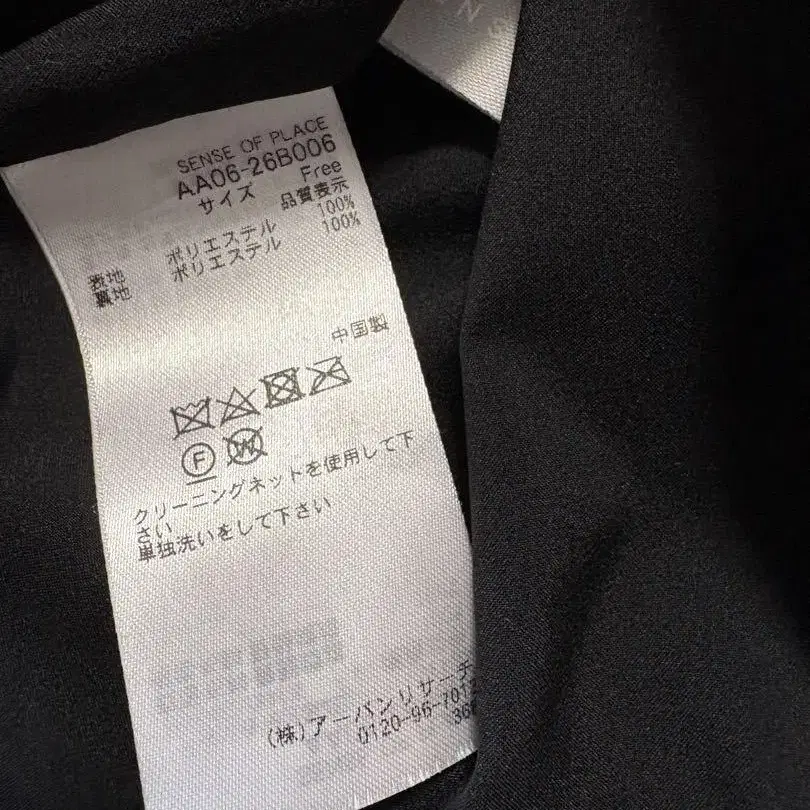 SENSE OF PLACE
AA06-26B006
サイズ Free
品質表示
表地 ポリエステル 100%
裏地 ポリエステル 100%
中国製
F
W
クリーニングネットを使用して下
さい
単独洗いをして下さい
(株)アーバンリサーチ
0120-96-701